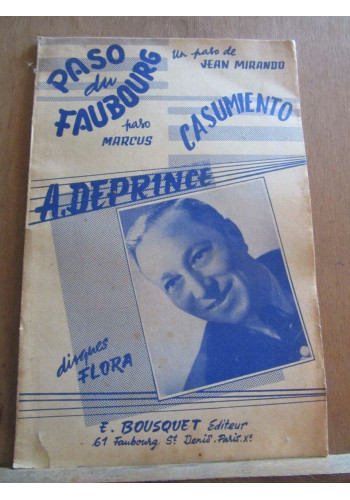 PASO
du
FAUBOURG
paso
MARCUS
Un paso de
JEAN MIRANDO
CASUMIENTO
A. DEPRINCE
disques
FLORA
E. BOUSQUET Editeur
61 Faubourg St Denis. Paris. Xe